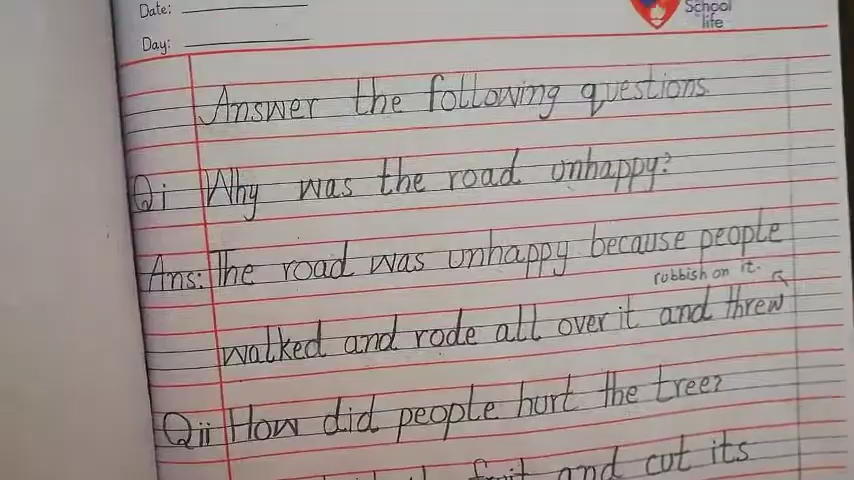 Date:
School
life
Day:
Answer the following questions
Qi Why was the road unhappy?
Ans: The road was unhappy because people
rubbish on it.
walked and rode all over it and threw
Qii How did people hurt the tree?
fruit and cut its